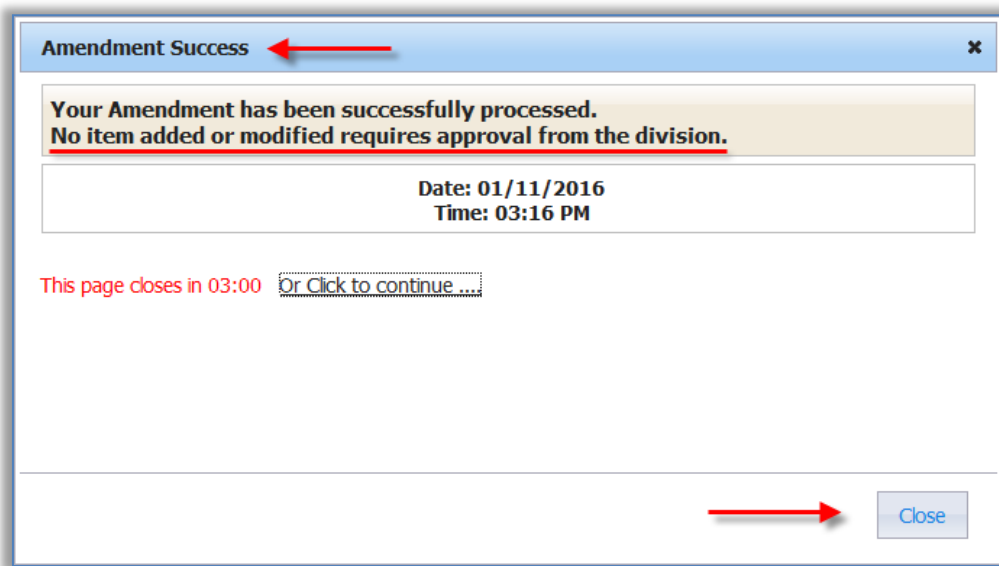 Amendment Success
Your Amendment has been successfully processed.
No item added or modified requires approval from the division.
Date: 01/11/2016
Time: 03:16 PM
This page closes in 03:00 Or Click to continue ....
Close